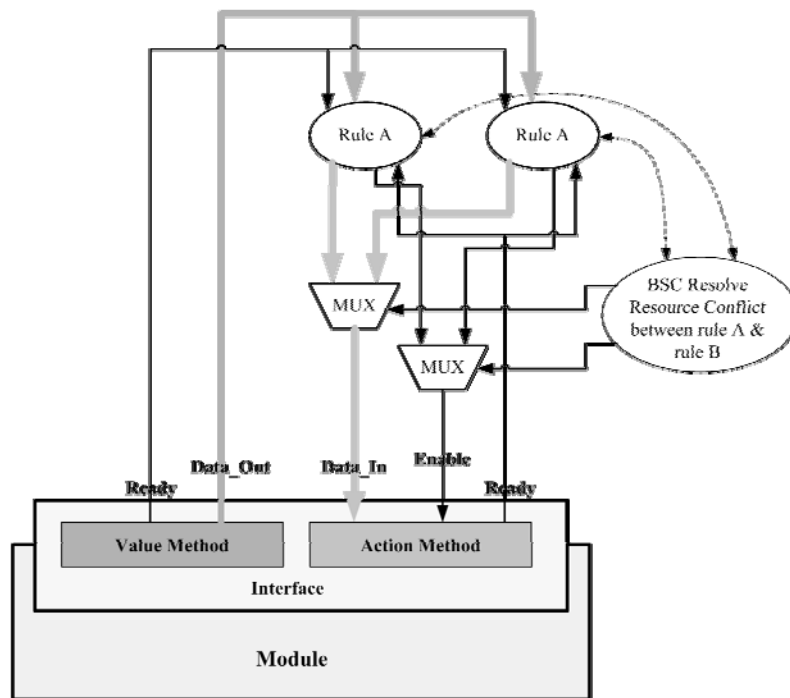 Rule A
Rule A
MUX
BSC Resolve
Resource Conflict
between rule A &
rule B
MUX
Data_Out
Data_In
Enable
Ready
Ready
Value Method
Action Method
Interface
Module